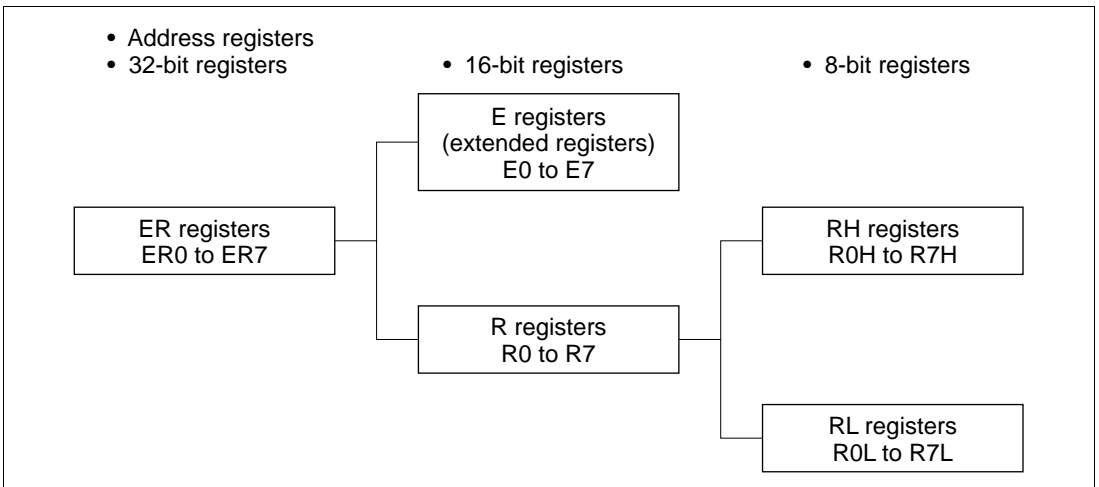 • Address registers
• 32-bit registers
• 16-bit registers
• 8-bit registers
E registers
(extended registers)
E0 to E7
ER registers
ER0 to ER7
RH registers
R0H to R7H
R registers
R0 to R7
RL registers
R0L to R7L